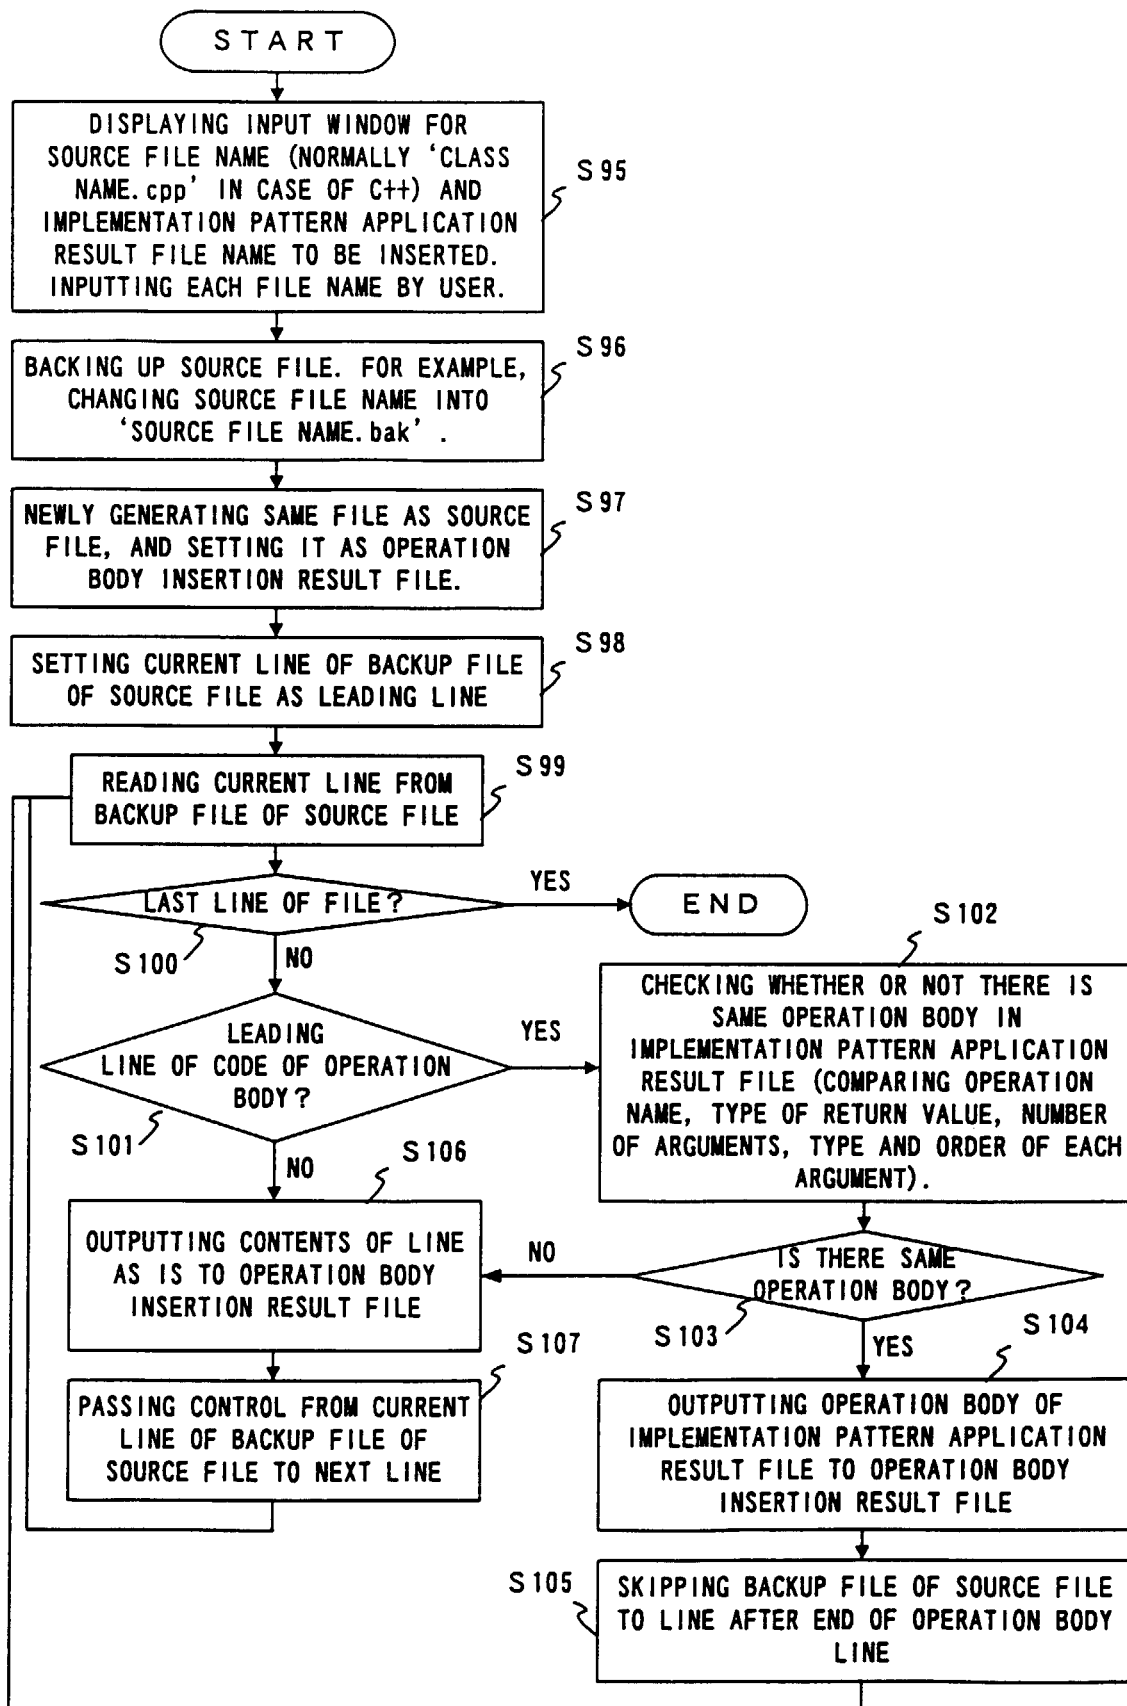 START
DISPLAYING INPUT WINDOW FOR
SOURCE FILE NAME (NORMALLY ‘CLASS
NAME.cpp’ IN CASE OF C++) AND
IMPLEMENTATION PATTERN APPLICATION
RESULT FILE NAME TO BE INSERTED.
INPUTTING EACH FILE NAME BY USER.
S95
BACKING UP SOURCE FILE. FOR EXAMPLE,
CHANGING SOURCE FILE NAME INTO
‘SOURCE FILE NAME.bak’ .
S96
NEWLY GENERATING SAME FILE AS SOURCE
FILE, AND SETTING IT AS OPERATION
BODY INSERTION RESULT FILE.
S97
SETTING CURRENT LINE OF BACKUP FILE
OF SOURCE FILE AS LEADING LINE
S98
READING CURRENT LINE FROM
BACKUP FILE OF SOURCE FILE
S99
LAST LINE OF FILE?
YES
END
S100
NO
LEADING
LINE OF CODE OF OPERATION
BODY?
YES
S101
NO
S102
CHECKING WHETHER OR NOT THERE IS
SAME OPERATION BODY IN
IMPLEMENTATION PATTERN APPLICATION
RESULT FILE (COMPARING OPERATION
NAME, TYPE OF RETURN VALUE, NUMBER
OF ARGUMENTS, TYPE AND ORDER OF EACH
ARGUMENT).
IS THERE SAME
OPERATION BODY?
NO
S103
YES
S106
OUTPUTTING CONTENTS OF LINE
AS IS TO OPERATION BODY
INSERTION RESULT FILE
S107
PASSING CONTROL FROM CURRENT
LINE OF BACKUP FILE OF
SOURCE FILE TO NEXT LINE
S104
OUTPUTTING OPERATION BODY OF
IMPLEMENTATION PATTERN APPLICATION
RESULT FILE TO OPERATION BODY
INSERTION RESULT FILE
S105
SKIPPING BACKUP FILE OF SOURCE FILE
TO LINE AFTER END OF OPERATION BODY
LINE